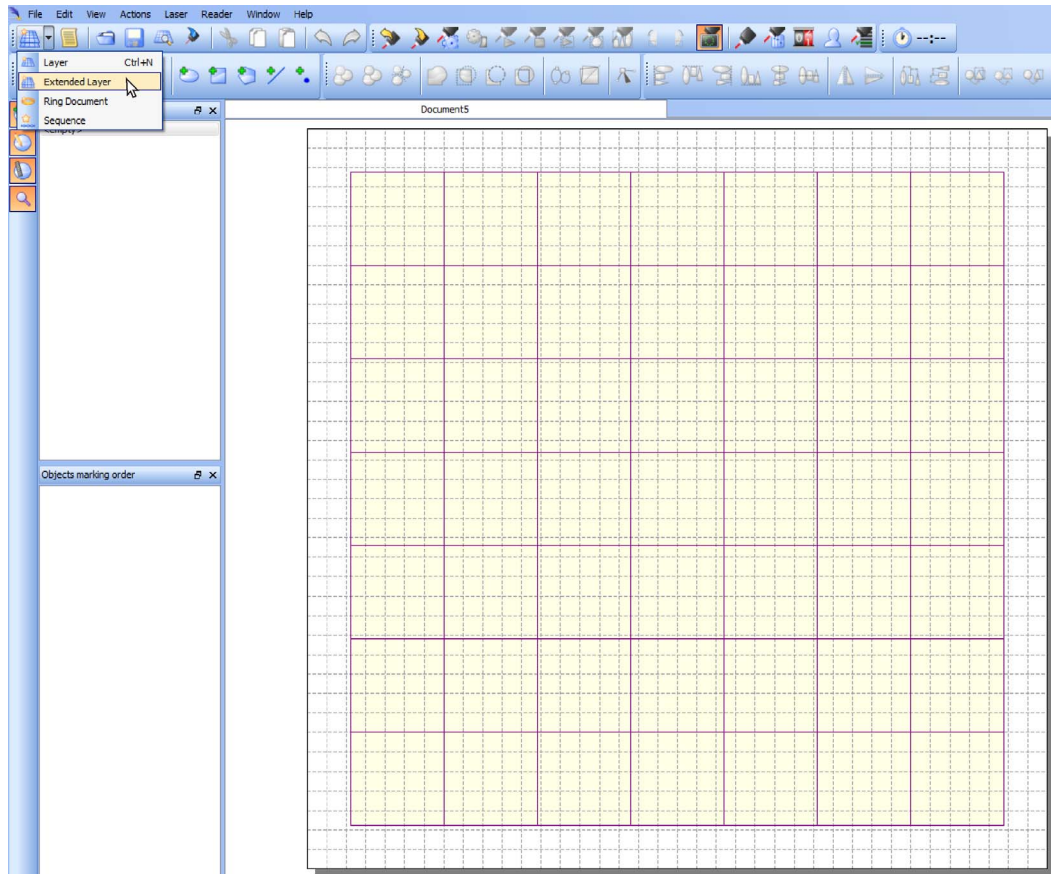 File Edit View Actions Laser Reader Window Help
--:--
Layer Ctrl+N
Extended Layer
Ring Document
Sequence
Document5
<empty>
Objects marking order